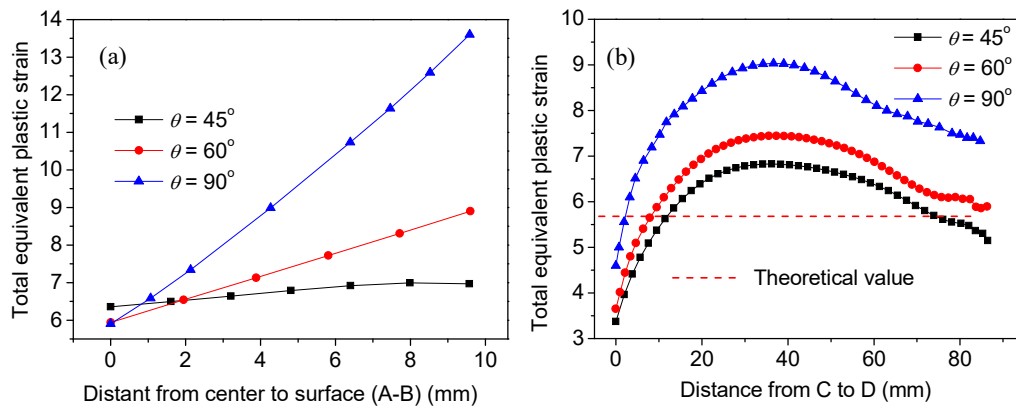 (a)
Total equivalent plastic strain
14
13
12
11
10
9
8
7
6
θ = 45°
θ = 60°
θ = 90°
0 2 4 6 8 10
Distant from center to surface (A-B) (mm)
(b)
Total equivalent plastic strain
10
9
8
7
6
5
4
3
θ = 45°
θ = 60°
θ = 90°
Theoretical value
0 20 40 60 80
Distance from C to D (mm)